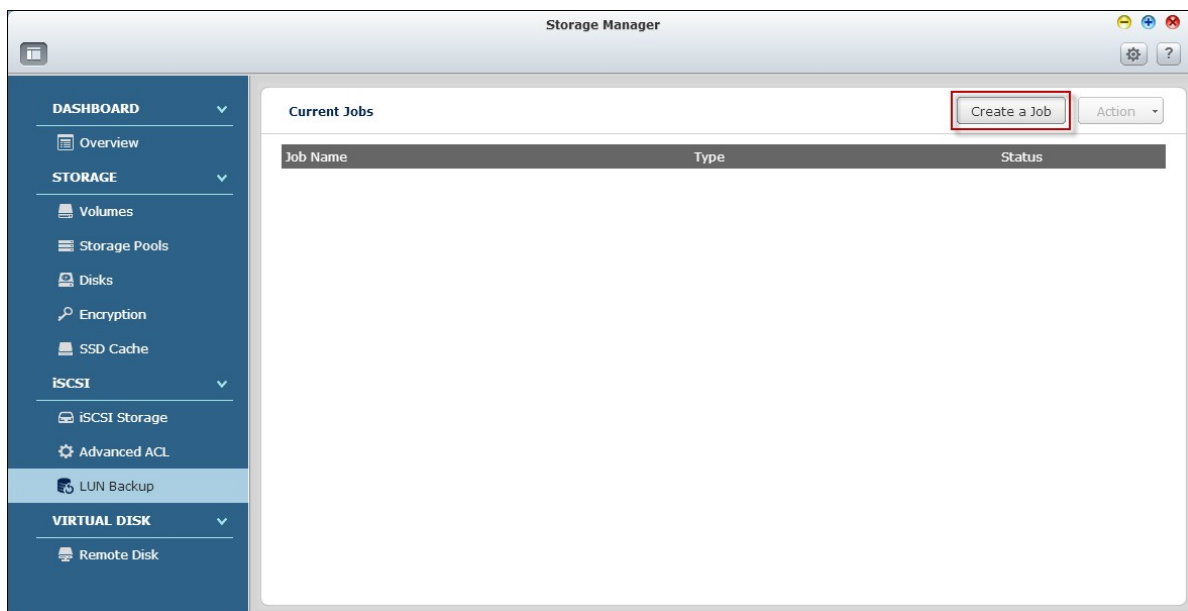 Storage Manager
?
DASHBOARD
Overview
STORAGE
Volumes
Storage Pools
Disks
Encryption
SSD Cache
iSCSI
iSCSI Storage
Advanced ACL
LUN Backup
VIRTUAL DISK
Remote Disk
Current Jobs
Create a Job
Action
Job Name Type Status